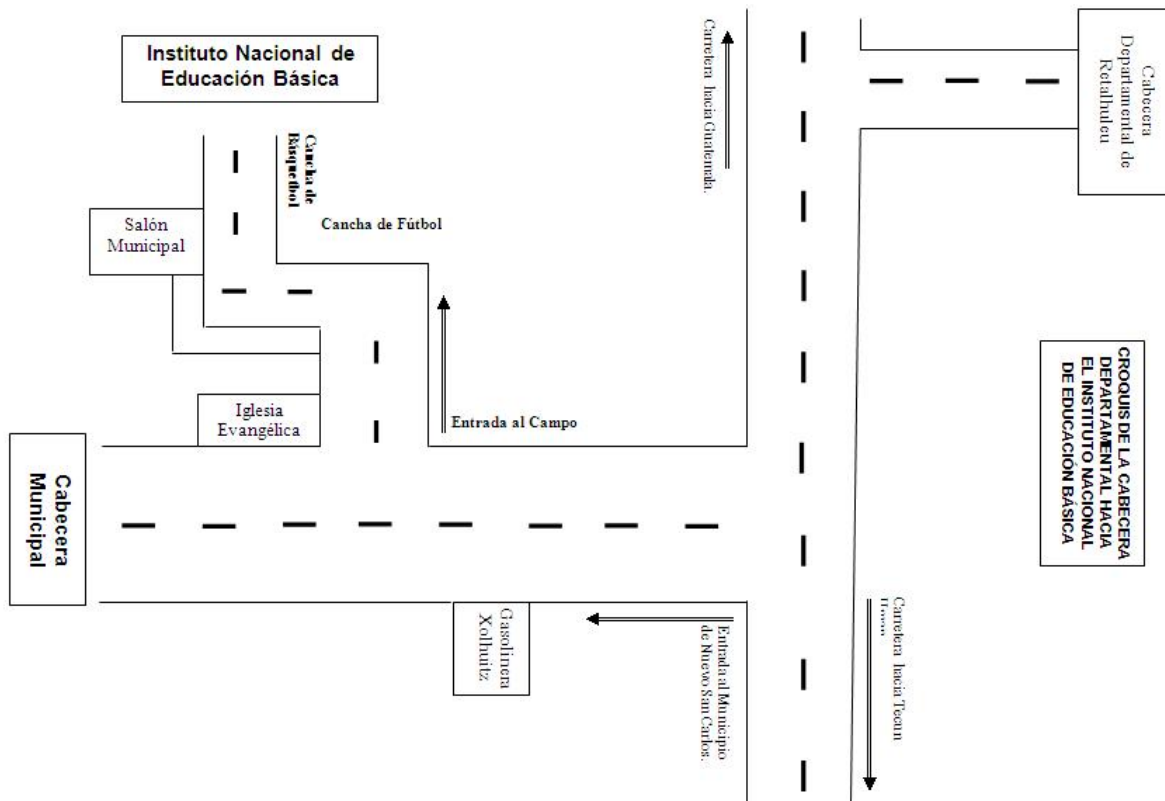 Instituto Nacional de
Educación Básica
Cancha de
Básquetbol
Cancha de Fútbol
Salón
Municipal
Iglesia
Evangélica
Entrada al Campo
Cabecera
Municipal
Gasolinera
Xolhuitz
Entrada al Municipio
de Nuevo San Carlos.
Carretera hacia Guatemala.
Cabecera
Departamental de
Retalhuleu
CROQUIS DE LA CABECERA
DEPARTAMENTAL HACIA
EL INSTITUTO NACIONAL
DE EDUCACIÓN BÁSICA
Carretera hacia Tecun